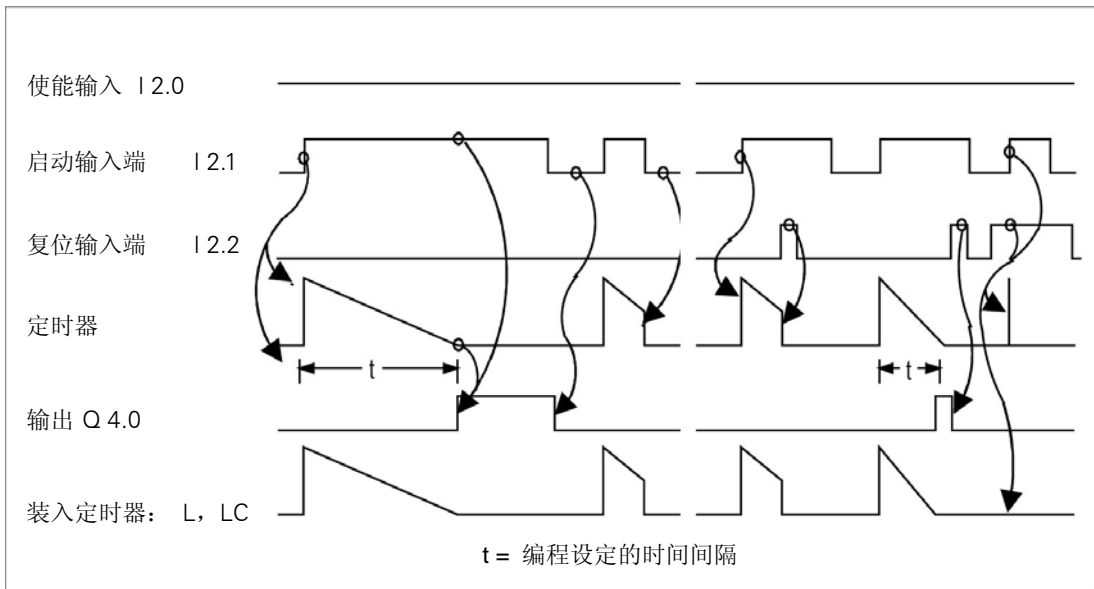 使能输入 I 2.0
启动输入端 I 2.1
复位输入端 I 2.2
定时器
t
t
输出 Q 4.0
装入定时器： L，LC
t = 编程设定的时间间隔